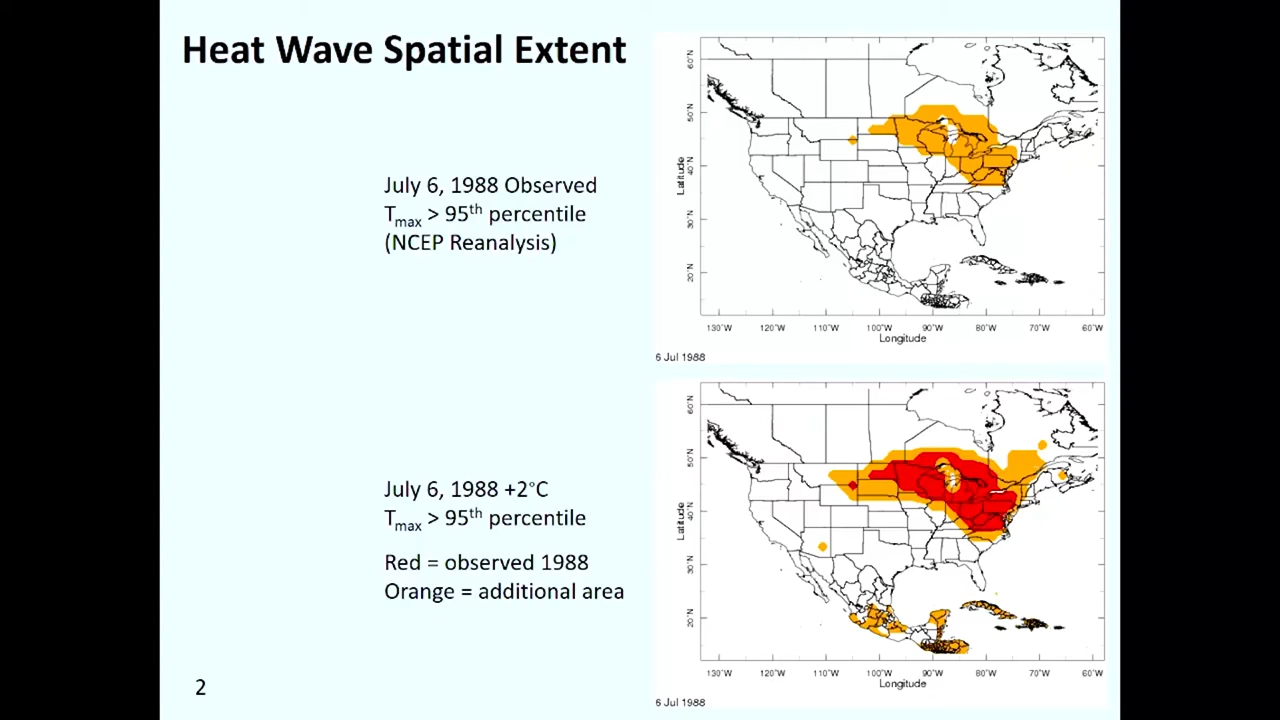 Heat Wave Spatial Extent
July 6, 1988 Observed
Tmax > 95th percentile
(NCEP Reanalysis)
60°N
50°N
40°N
30°N
20°N
Latitude
130°W 120°W 110°W 100°W 90°W 80°W 70°W 60°W
Longitude
6 Jul 1988
July 6, 1988 +2°C
Tmax > 95th percentile
Red = observed 1988
Orange = additional area
60°N
50°N
40°N
30°N
20°N
Latitude
130°W 120°W 110°W 100°W 90°W 80°W 70°W 60°W
Longitude
6 Jul 1988
2